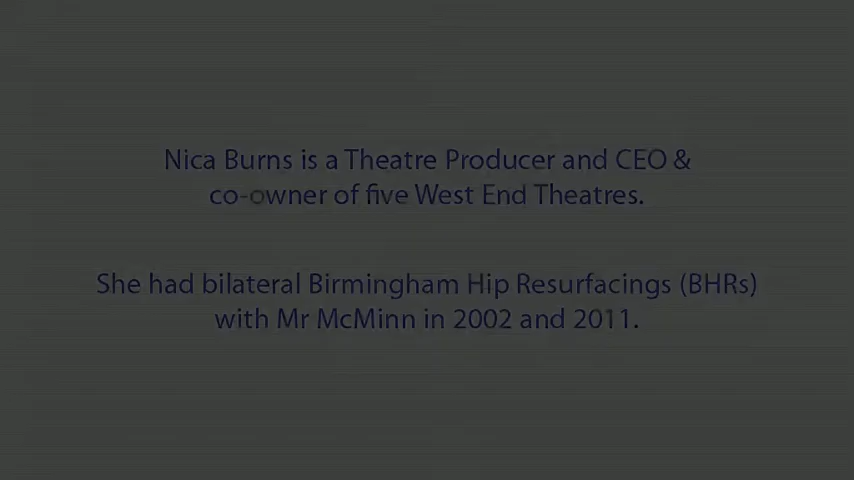 Nica Burns is a Theatre Producer and CEO &
co-owner of five West End Theatres.
She had bilateral Birmingham Hip Resurfacings (BHRs)
with Mr McMinn in 2002 and 2011.